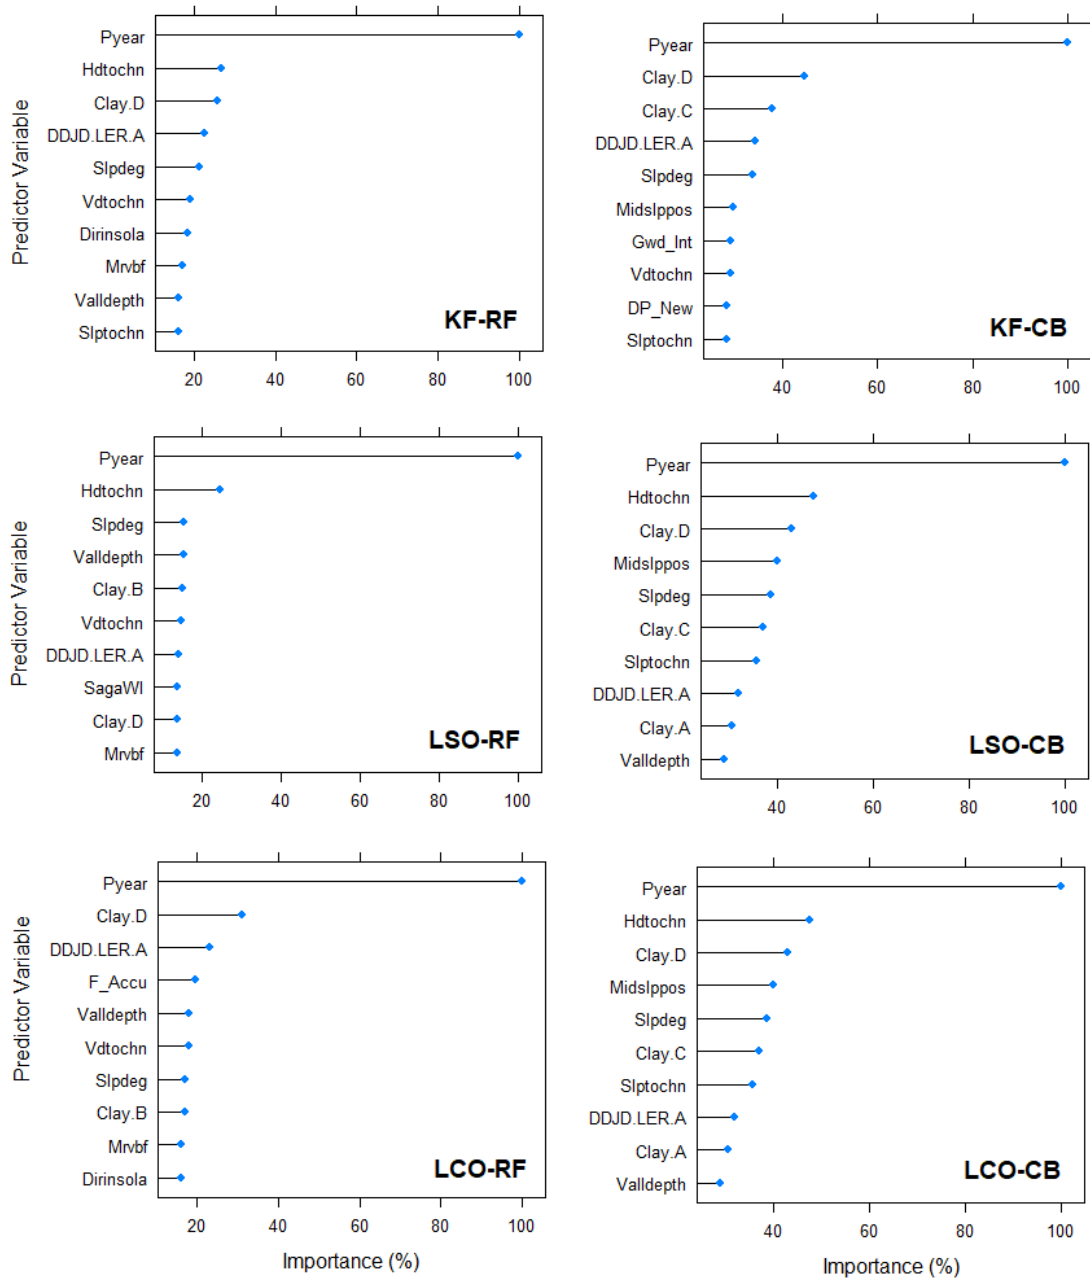 Predictor Variable
Pyear
Hdtochn
Clay.D
DDJD.LER.A
Slpdeg
Vdtochn
Dirinsola
Mrvbf
Valldepth
Slptochn
KF-RF
20 40 60 80 100
Pyear
Clay.D
Clay.C
DDJD.LER.A
Slpdeg
Midslppos
Gwd_Int
Vdtochn
DP_New
Slptochn
KF-CB
40 60 80 100
Predictor Variable
Pyear
Hdtochn
Slpdeg
Valldepth
Clay.B
Vdtochn
DDJD.LER.A
SagaWI
Clay.D
Mrvbf
LSO-RF
20 40 60 80 100
Pyear
Hdtochn
Clay.D
Midslppos
Slpdeg
Clay.C
Slptochn
DDJD.LER.A
Clay.A
Valldepth
LSO-CB
40 60 80 100
Predictor Variable
Pyear
Clay.D
DDJD.LER.A
F_Accu
Valldepth
Vdtochn
Slpdeg
Clay.B
Mrvbf
Dirinsola
LCO-RF
20 40 60 80 100
Importance (%)
Pyear
Hdtochn
Clay.D
Midslppos
Slpdeg
Clay.C
Slptochn
DDJD.LER.A
Clay.A
Valldepth
LCO-CB
40 60 80 100
Importance (%)